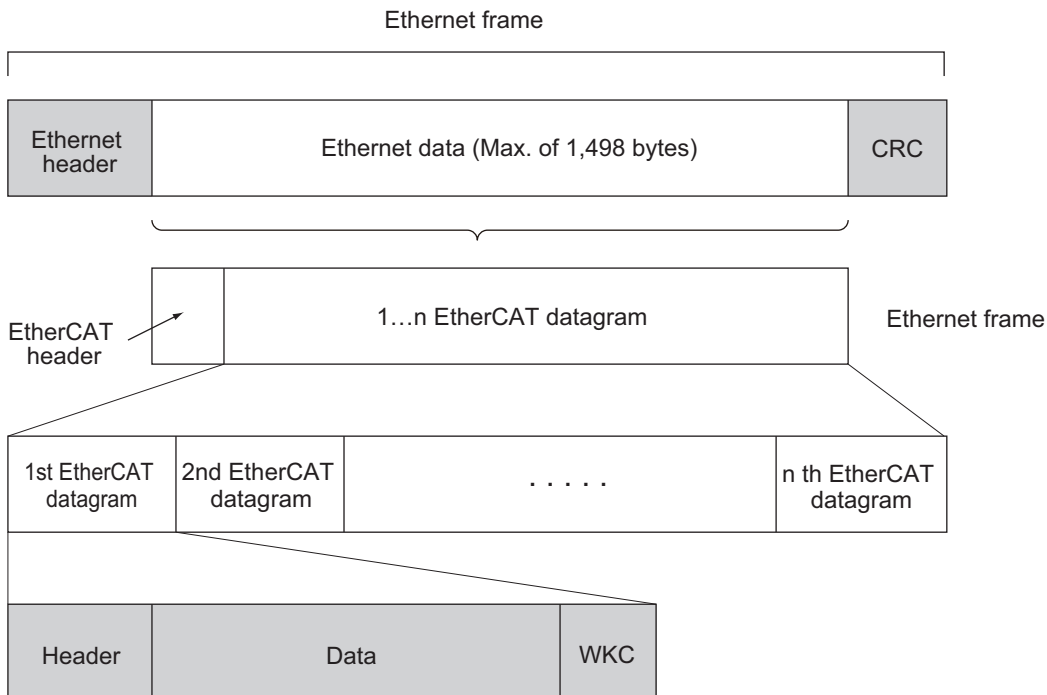 Ethernet frame
Ethernet
header
Ethernet data (Max. of 1,498 bytes)
CRC
EtherCAT
header
1…n EtherCAT datagram
Ethernet frame
1st EtherCAT
datagram
2nd EtherCAT
datagram
. . . . .
n th EtherCAT
datagram
Header
Data
WKC